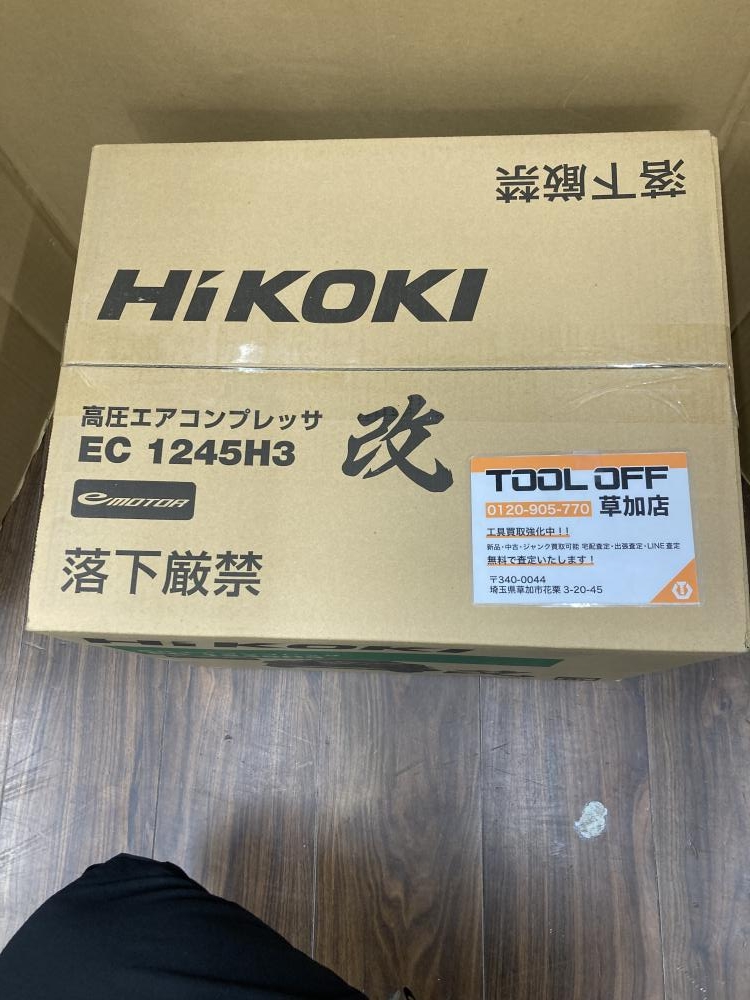 落下厳禁
HiKOKI
高圧エアコンプレッサ
EC 1245H3
改
eMOTOR
落下厳禁
TOOL OFF
0120-905-770 草加店
工具買取強化中!!
新品・中古・ジャンク買取可能 宅配査定・出張査定・LINE査定
無料で査定いたします!
〒340-0044
埼玉県草加市花栗 3-20-45
HiKOKI